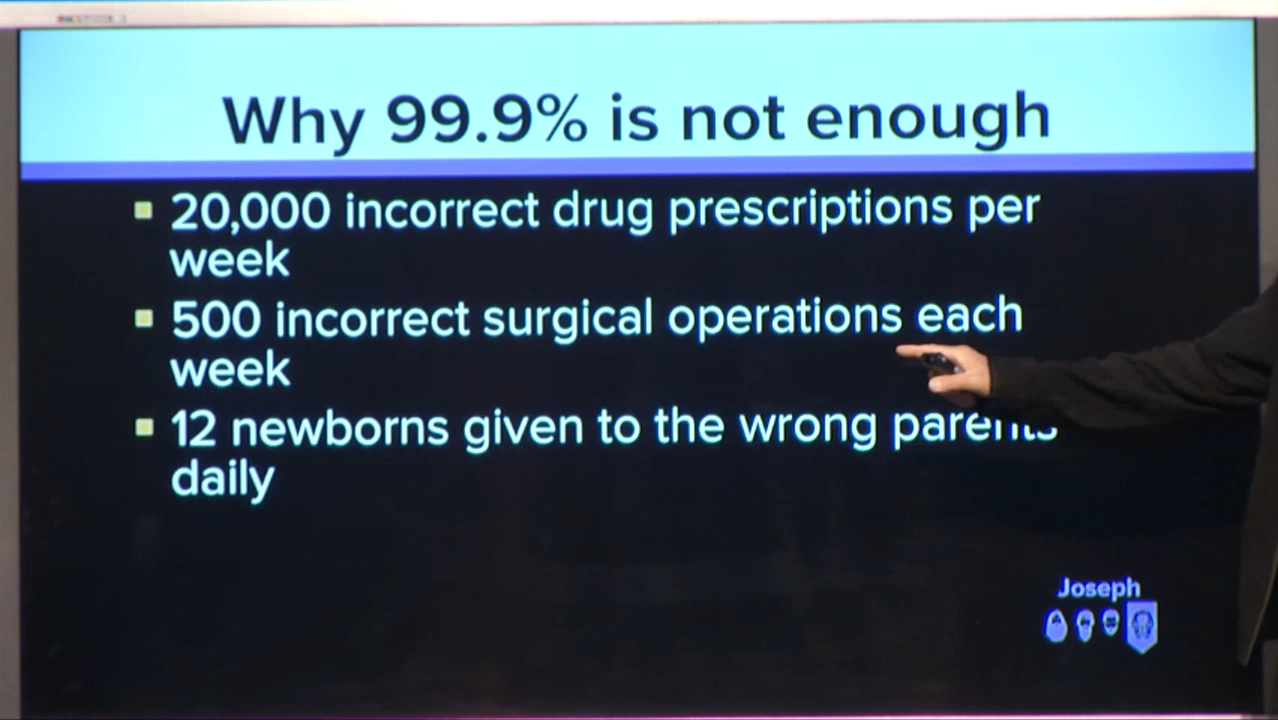 Why 99.9% is not enough
20,000 incorrect drug prescriptions per
week
500 incorrect surgical operations each
week
12 newborns given to the wrong parents
daily
Joseph